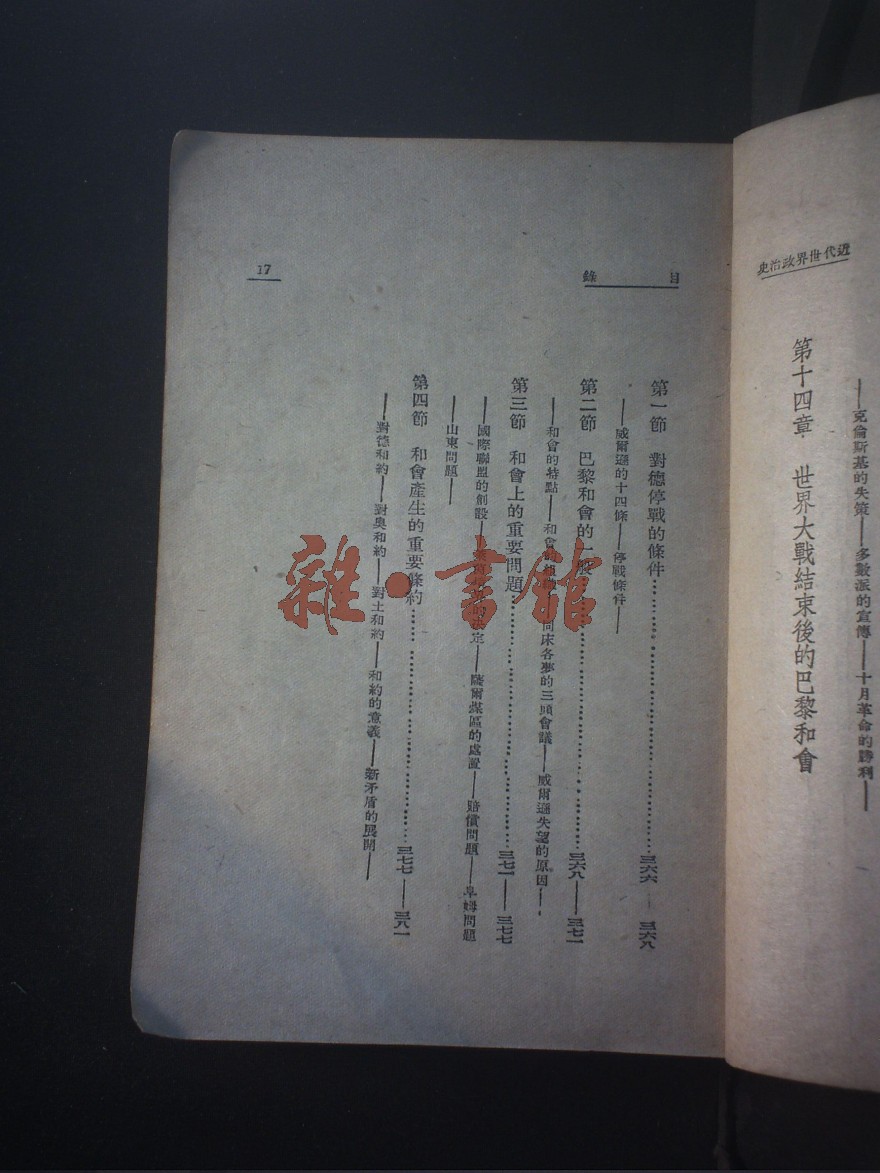 近代世界政治史
——克倫斯基的失策——多數派的宣傳——十月革命的勝利——
第十四章 世界大戰結束後的巴黎和會
目錄
第一節 對德停戰的條件……三六六——三六八
——威爾遜的十四條——停戰條件——
第二節 巴黎和會的一般……三六八——三七一
——和會的特點——和會的 同床各夢的三頭會議——威爾遜失望的原因——
第三節 和會上的重要問題……三七一——三七七
——國際聯盟的創設—— 決定——薩爾煤區的處置——賠償問題——阜姆問題
——山東問題——
第四節 和會產生的重要條約……三七七——三八一
——對德和約——對奧和約——對土和約——和約的意義——新矛盾的展開——
17
雜·書館